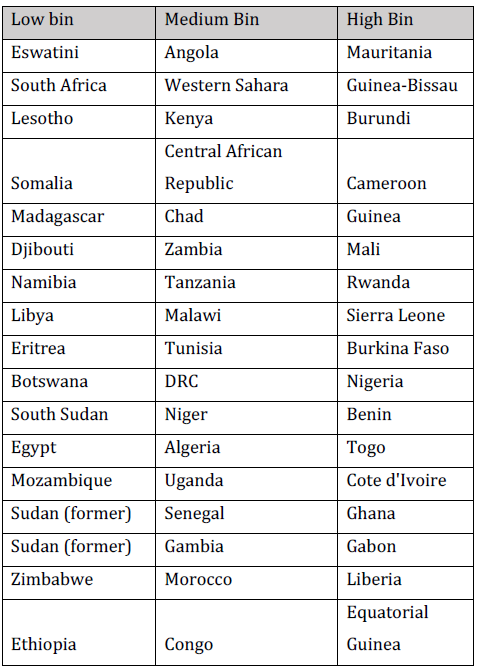 Low bin Medium Bin High Bin
Eswatini Angola Mauritania
South Africa Western Sahara Guinea-Bissau
Lesotho Kenya Burundi
Central African
Somalia Republic Cameroon
Madagascar Chad Guinea
Djibouti Zambia Mali
Namibia Tanzania Rwanda
Libya Malawi Sierra Leone
Eritrea Tunisia Burkina Faso
Botswana DRC Nigeria
South Sudan Niger Benin
Egypt Algeria Togo
Mozambique Uganda Cote d'Ivoire
Sudan (former) Senegal Ghana
Sudan (former) Gambia Gabon
Zimbabwe Morocco Liberia
Equatorial
Ethiopia Congo Guinea